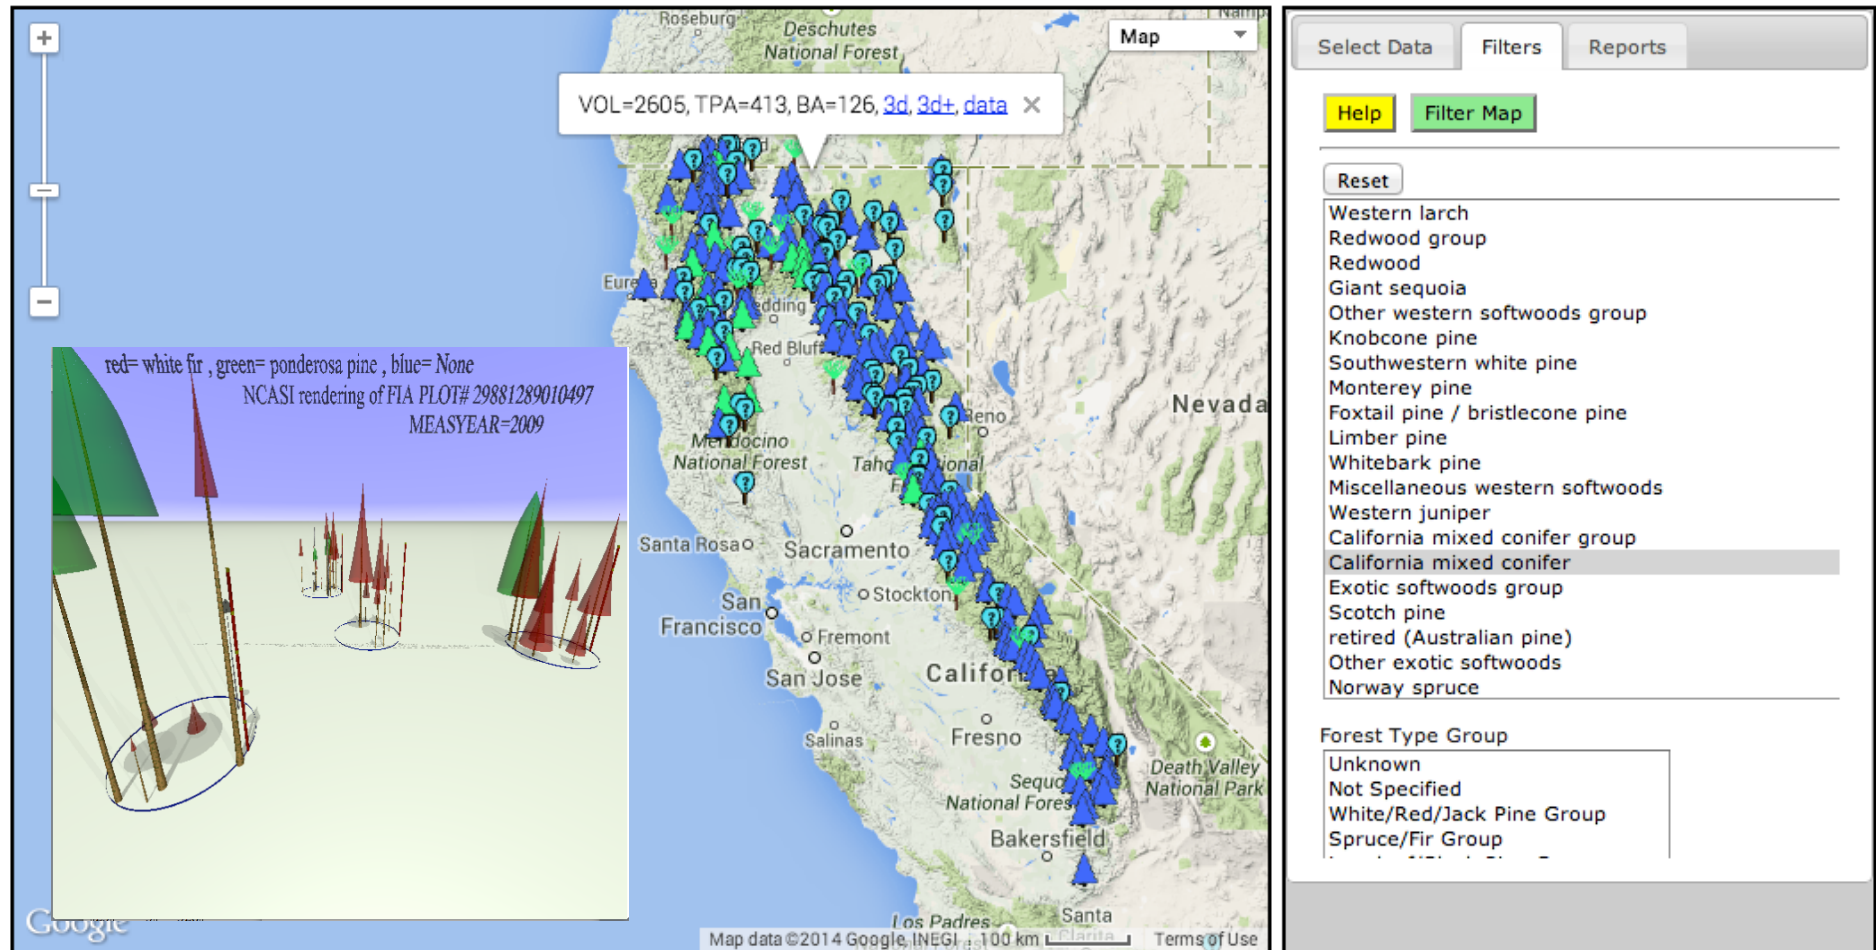 Roseburg
Deschutes
National Forest
Map
VOL=2605, TPA=413, BA=126, 3d, 3d+, data ×
Eureka
Redding
Red Bluff
Reno
Nevada
Mendocino
National Forest
Santa Rosa
Sacramento
Stockton
San
Francisco
Fremont
San Jose
California
Salinas
Fresno
Death Valley
National Park
National Forest
Bakersfield
Los Padres
Santa
Clarita
Google
Map data ©2014 Google, INEGI
100 km
Terms of Use
red= white fir , green= ponderosa pine , blue= None
NCASI rendering of FIA PLOT# 29881289010497
MEASYEAR=2009
Select Data
Filters
Reports
Help
Filter Map
Reset
Western larch
Redwood group
Redwood
Giant sequoia
Other western softwoods group
Knobcone pine
Southwestern white pine
Monterey pine
Foxtail pine / bristlecone pine
Limber pine
Whitebark pine
Miscellaneous western softwoods
Western juniper
California mixed conifer group
California mixed conifer
Exotic softwoods group
Scotch pine
retired (Australian pine)
Other exotic softwoods
Norway spruce
Forest Type Group
Unknown
Not Specified
White/Red/Jack Pine Group
Spruce/Fir Group